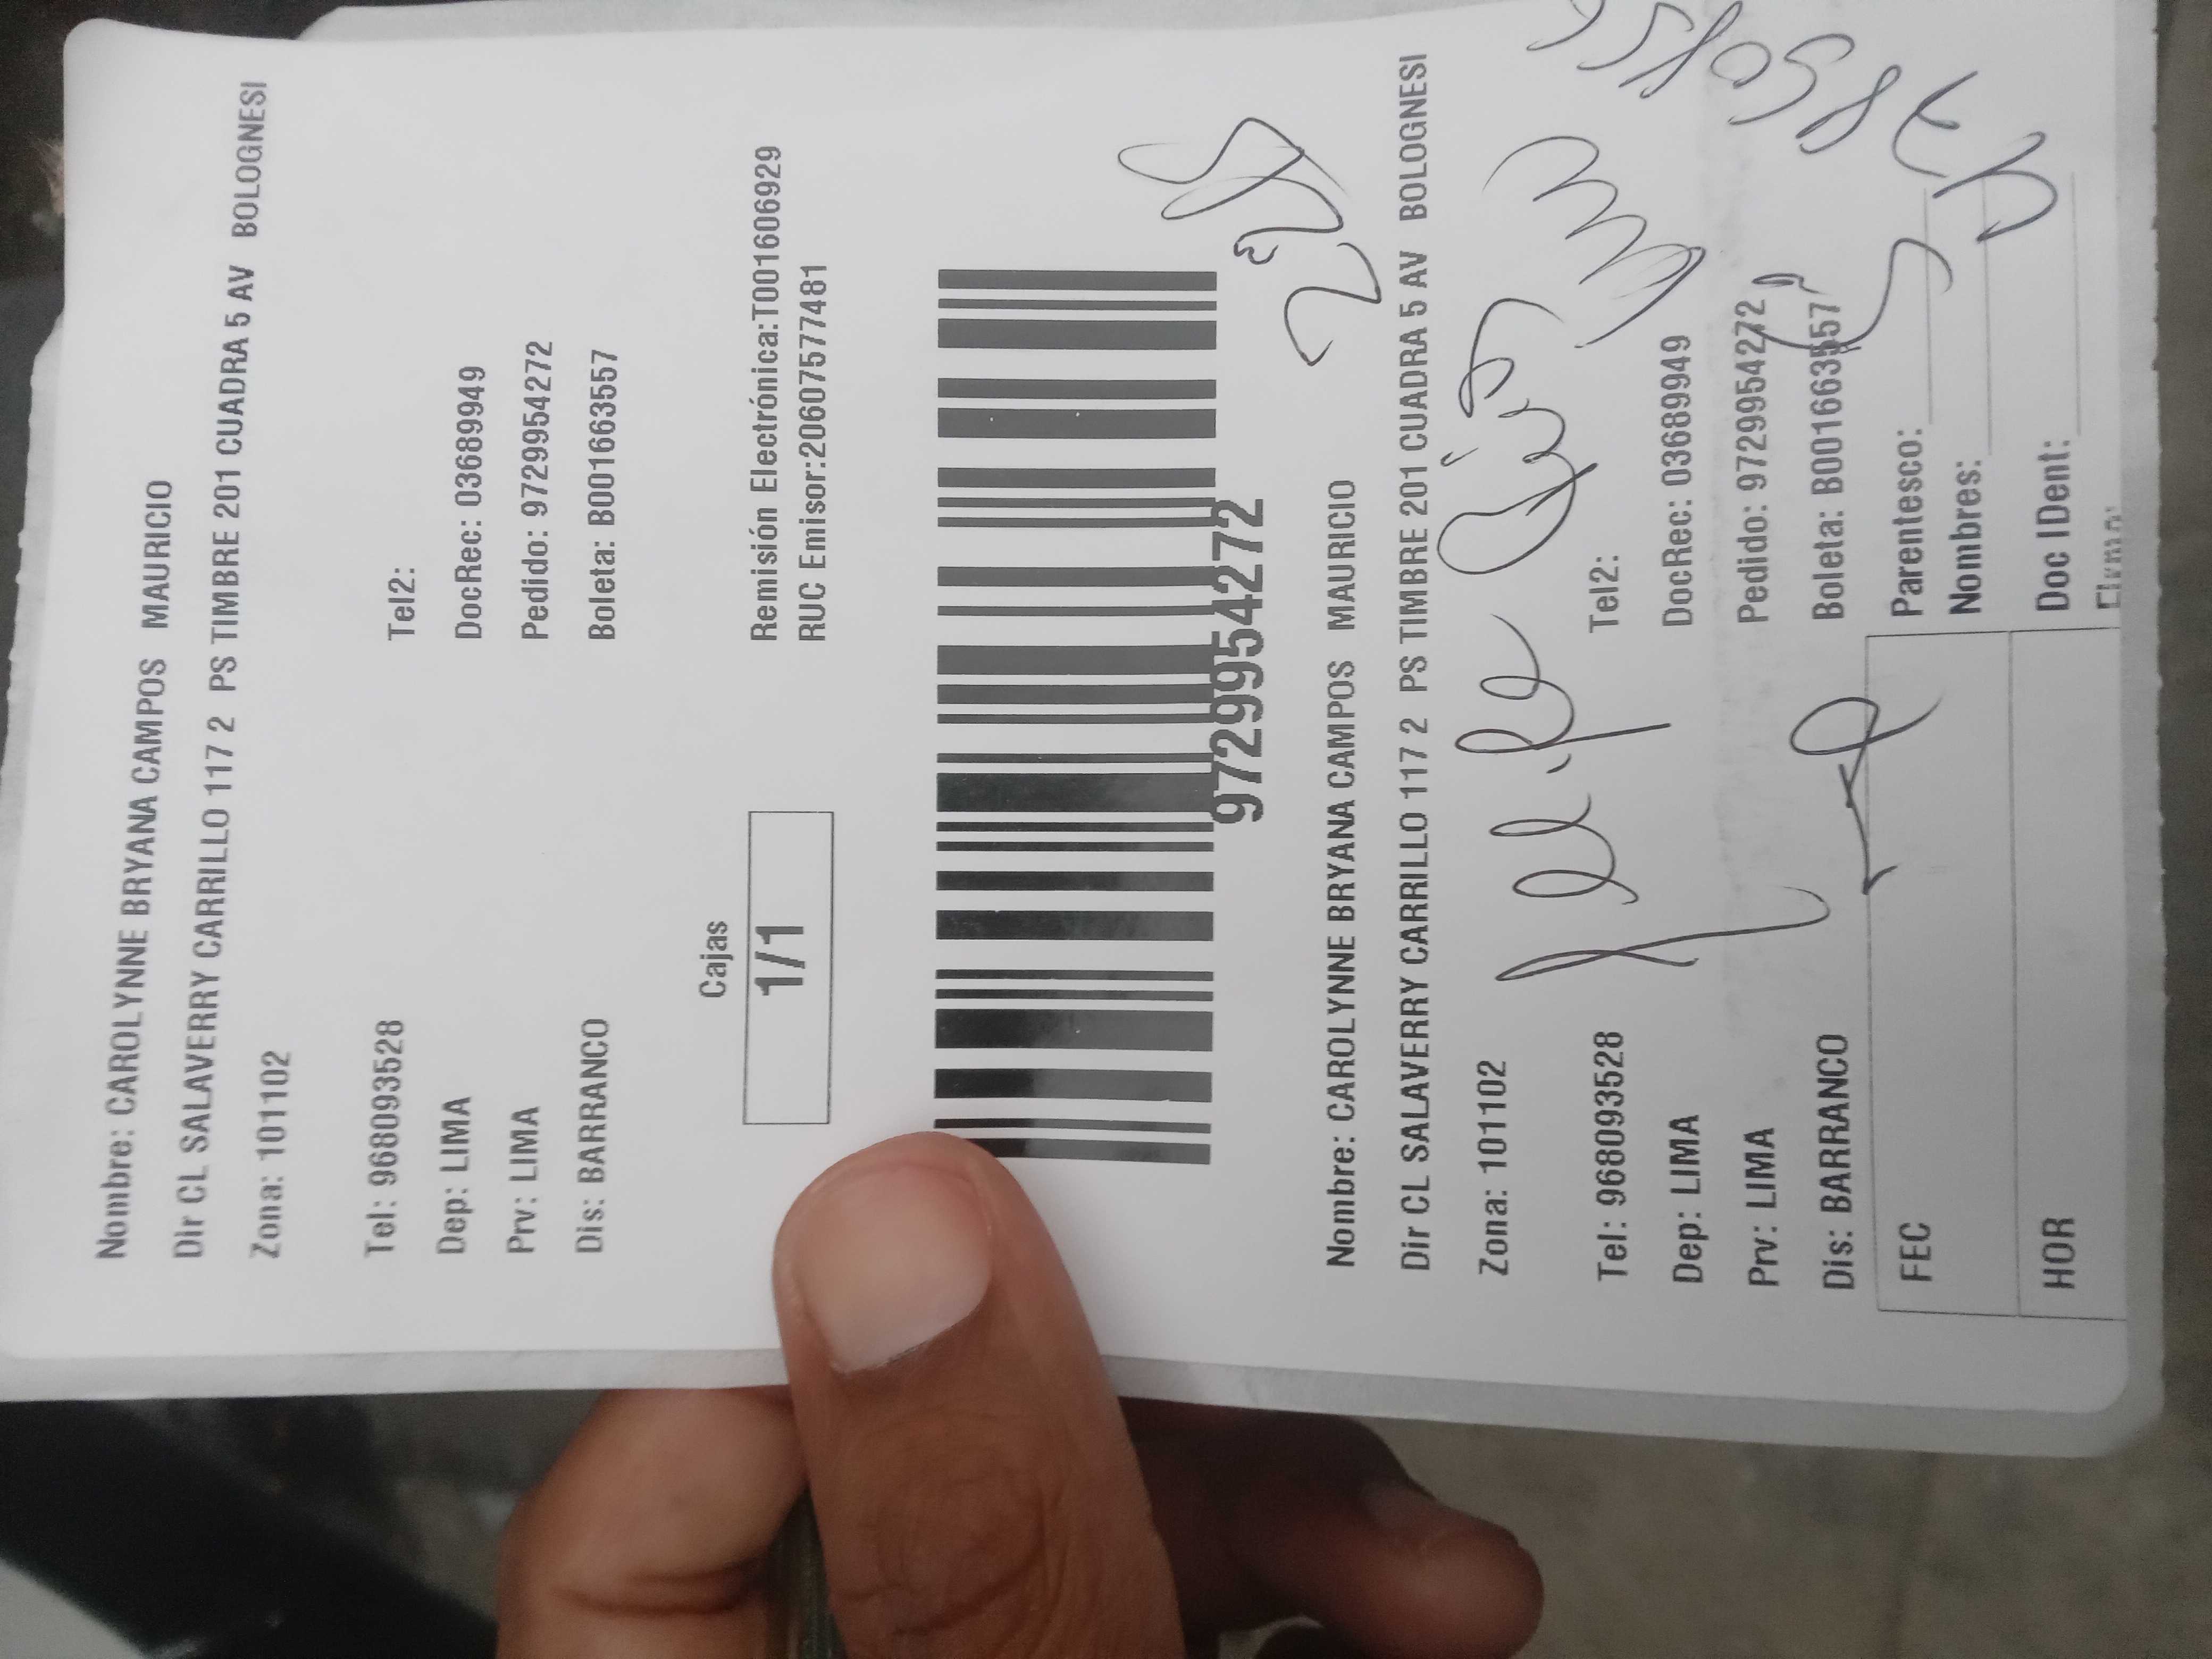 Nombre: CAROLYNNE BRYANA CAMPOS MAURICIO
Dir CL SALAVERRY CARRILLO 117 2 PS TIMBRE 201 CUADRA 5 AV BOLOGNESI
Zona: 101102
Tel: 968093528 Tel2:
Dep: LIMA DocRec: 03689949
Prv: LIMA Pedido: 9729954272
Dis: BARRANCO Boleta: B001663557
Cajas
1/1
Remisión Electrónica:T001606929
RUC Emisor:20607577481
9729954272
Nombre: CAROLYNNE BRYANA CAMPOS MAURICIO
Dir CL SALAVERRY CARRILLO 117 2 PS TIMBRE 201 CUADRA 5 AV BOLOGNESI
Zona: 101102
Tel: 968093528 Tel2:
Dep: LIMA DocRec: 03689949
Prv: LIMA Pedido: 9729954272
Dis: BARRANCO Boleta: B001663557
FEC Parentesco:
Nombres:
HOR Doc IDent:
Firma: